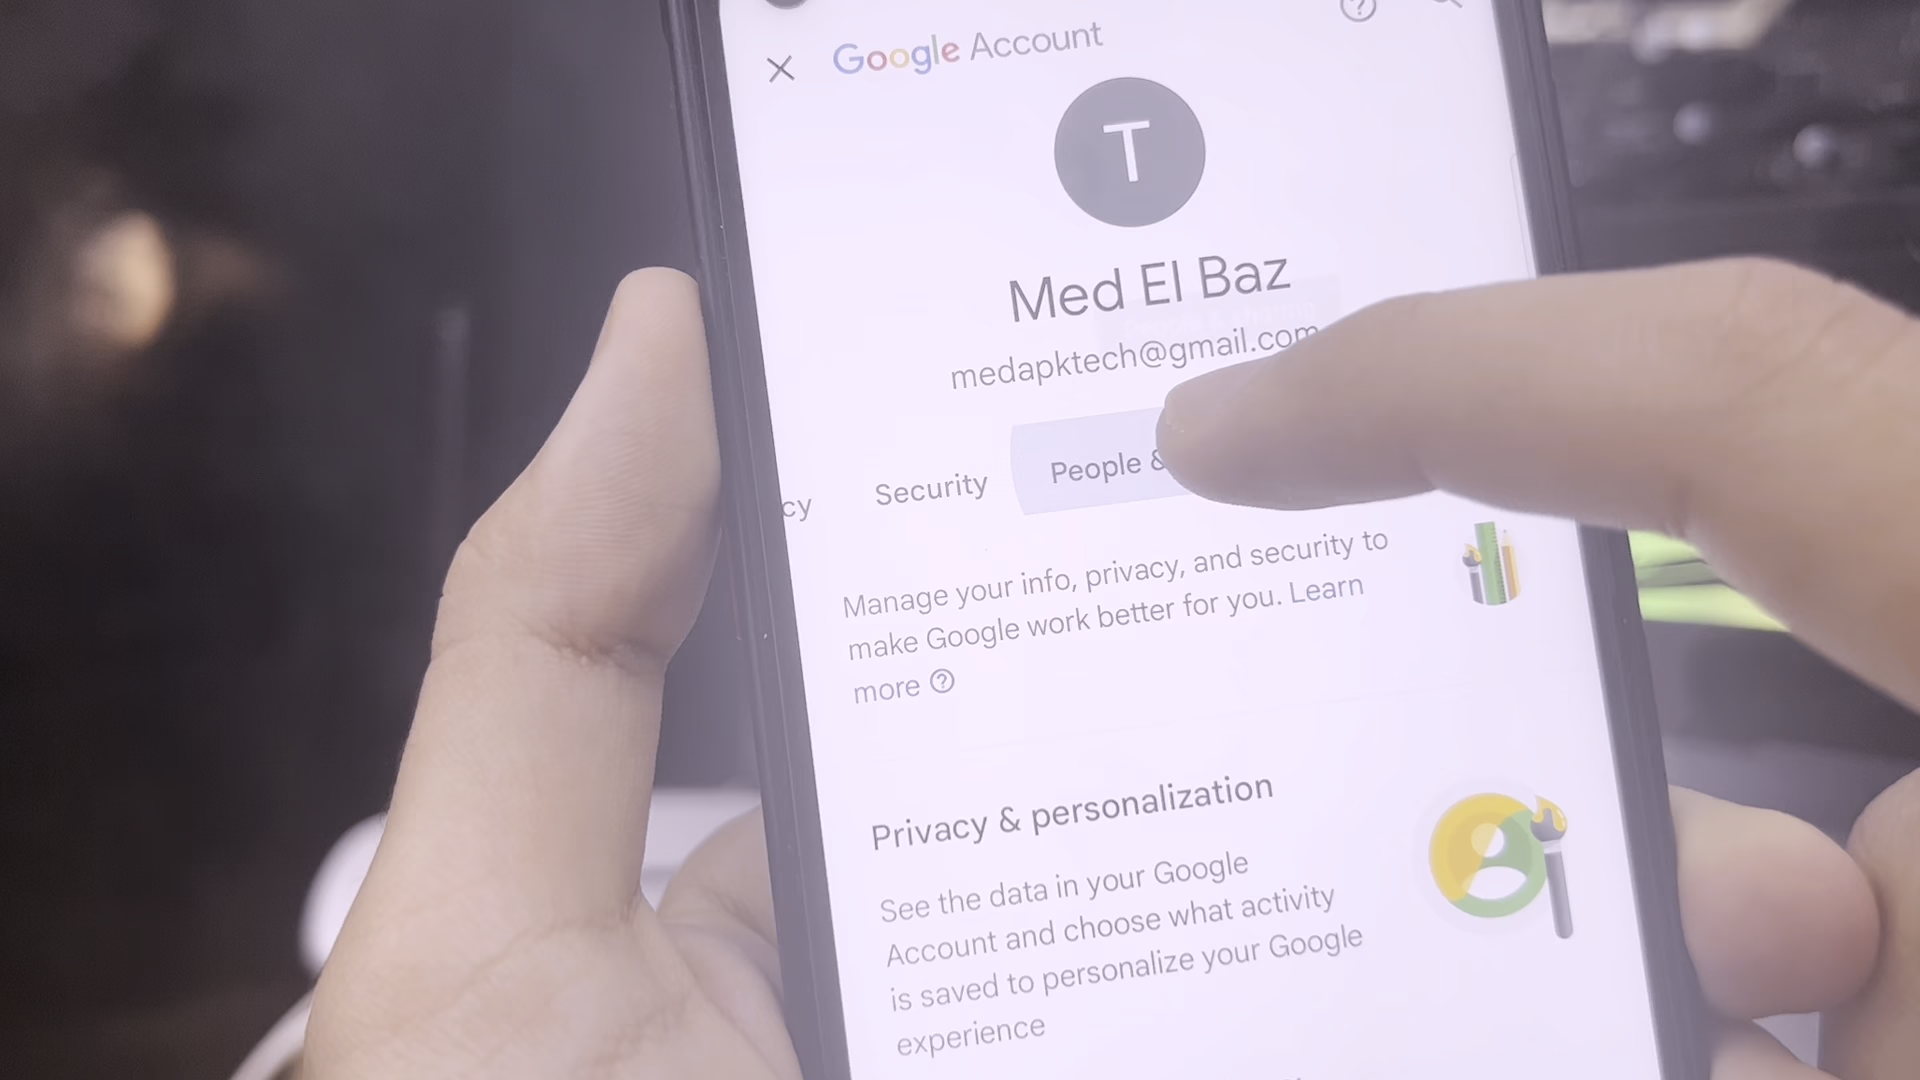 Google Account
T
Med El Baz
medapktech@gmail.com
cy Security People &
Manage your info, privacy, and security to
make Google work better for you. Learn
more
Privacy & personalization
See the data in your Google
Account and choose what activity
is saved to personalize your Google
experience